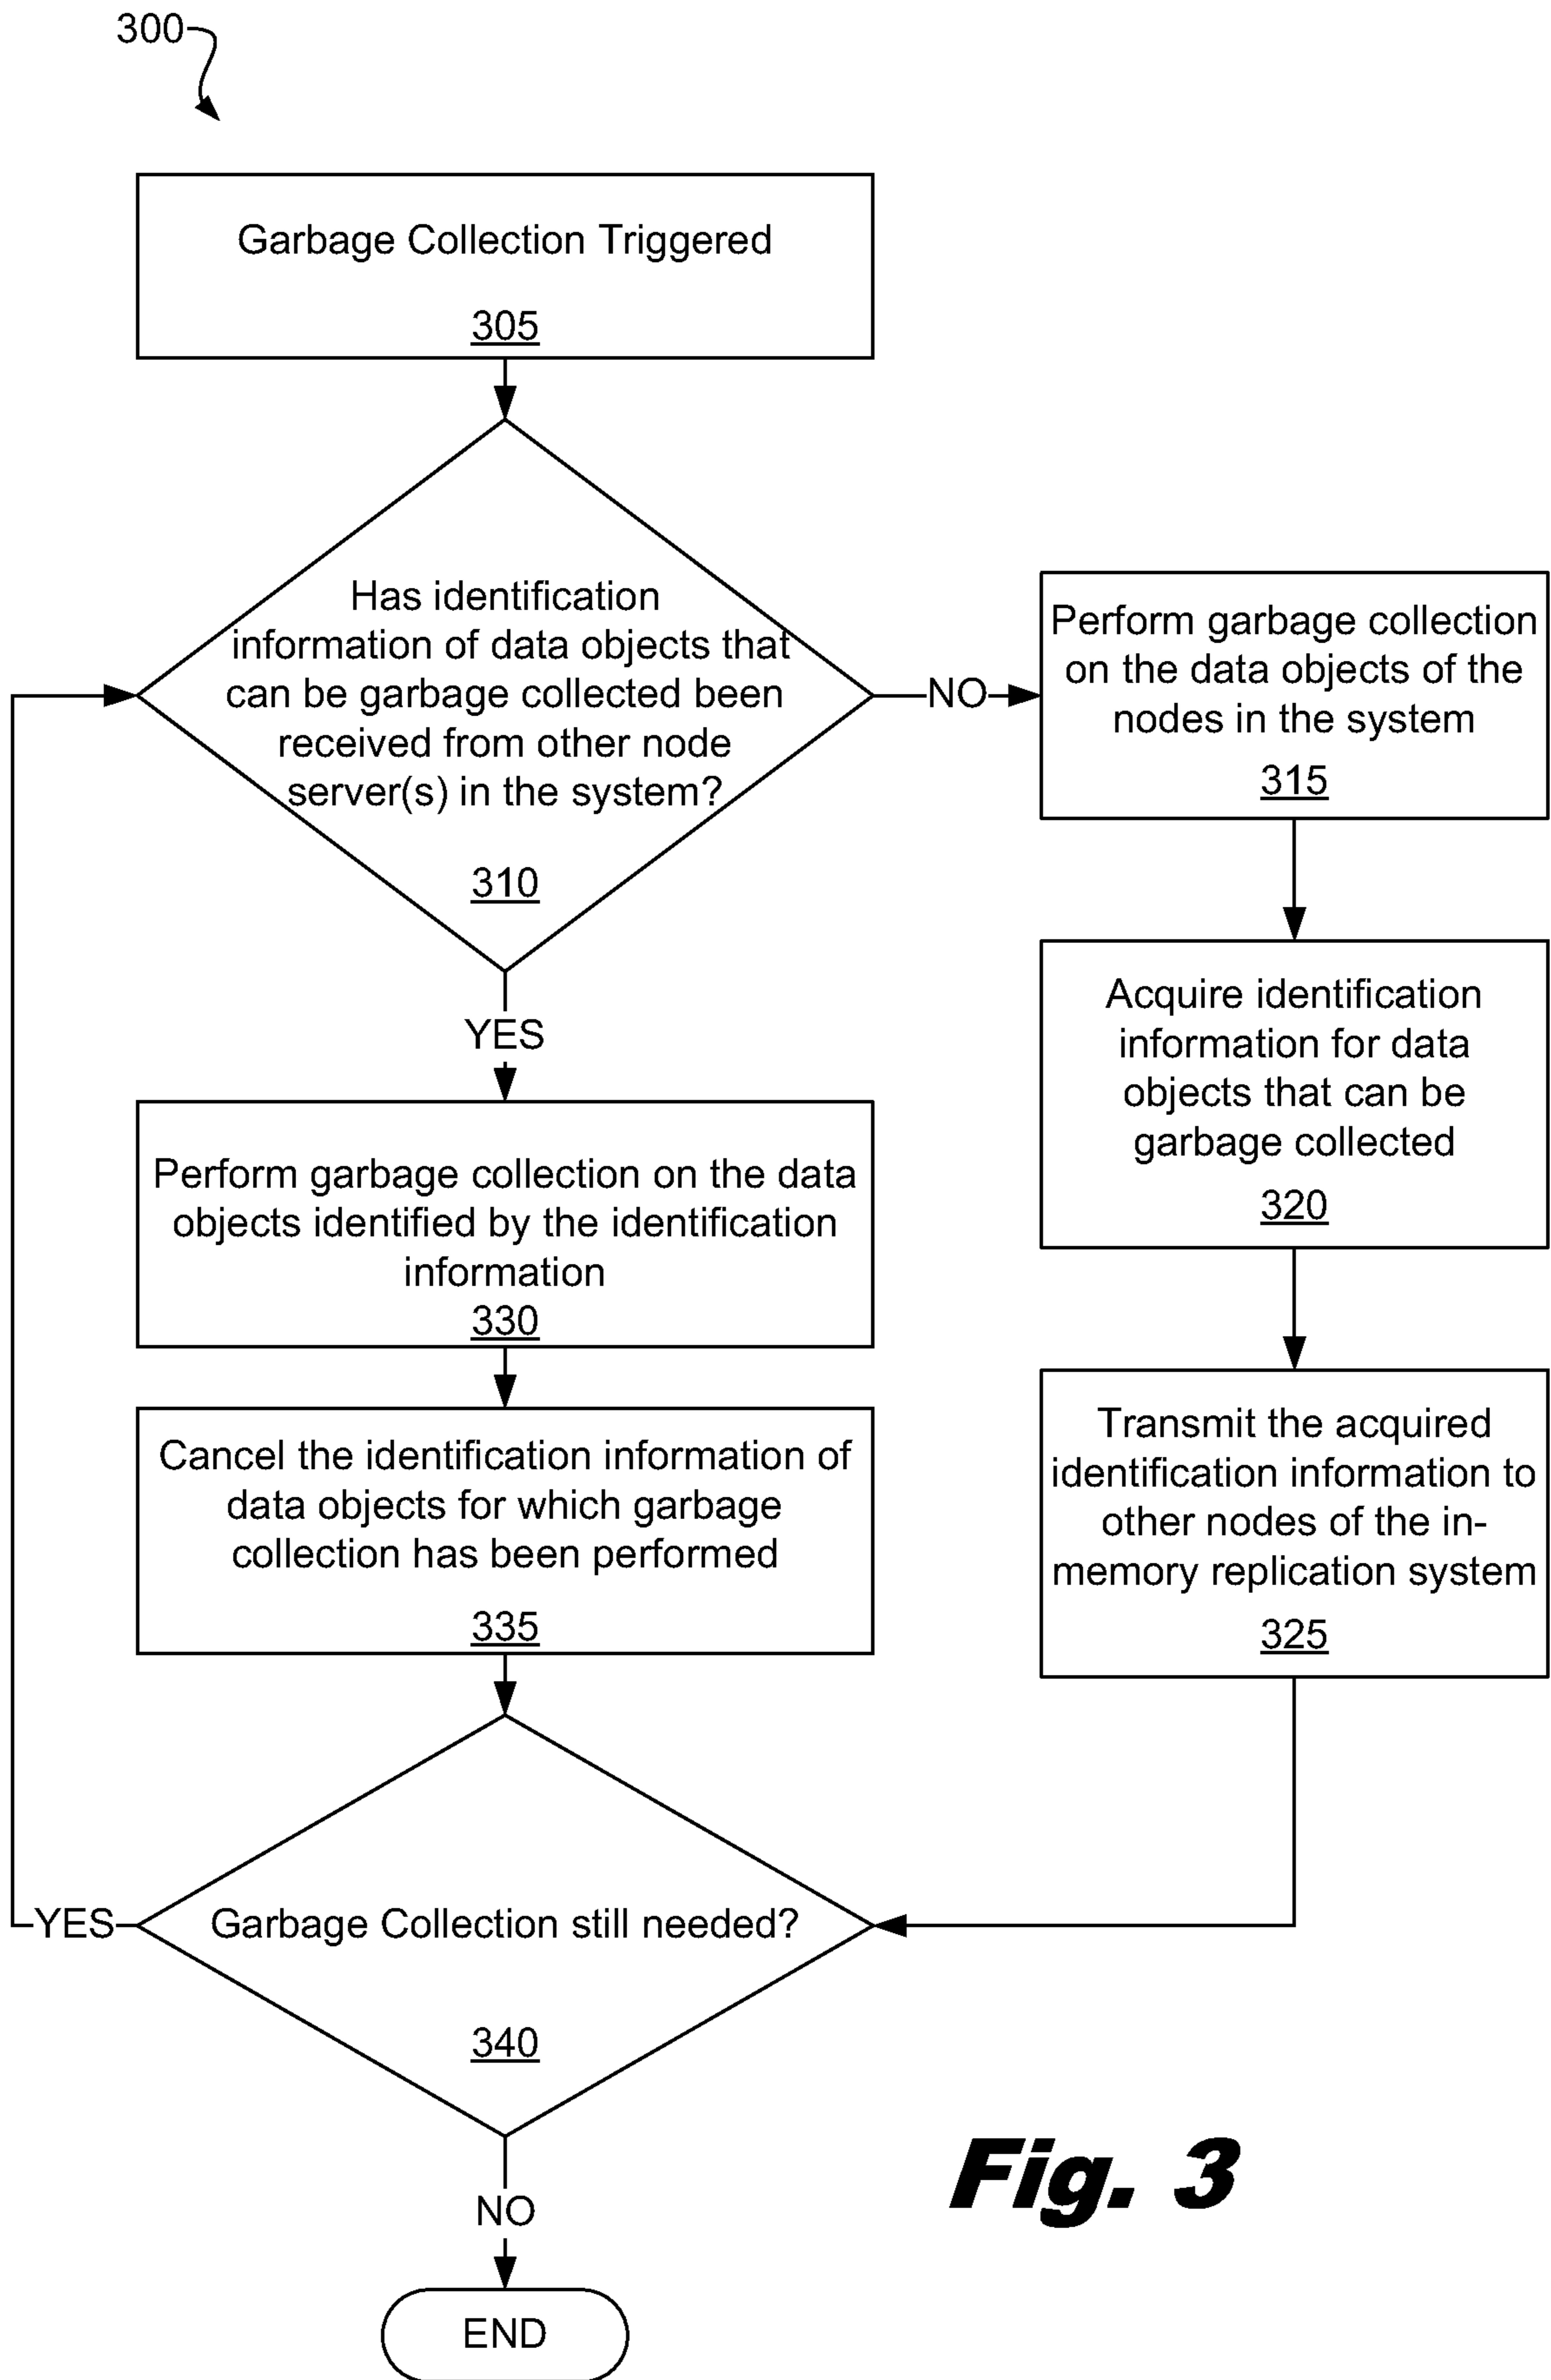 300
Garbage Collection Triggered
305
Has identification
information of data objects that
can be garbage collected been
received from other node
server(s) in the system?
310
NO
Perform garbage collection
on the data objects of the
nodes in the system
315
Acquire identification
information for data
objects that can be
garbage collected
320
Transmit the acquired
identification information to
other nodes of the in-
memory replication system
325
YES
Perform garbage collection on the data
objects identified by the identification
information
330
Cancel the identification information of
data objects for which garbage
collection has been performed
335
YES
Garbage Collection still needed?
340
NO
END
Fig. 3